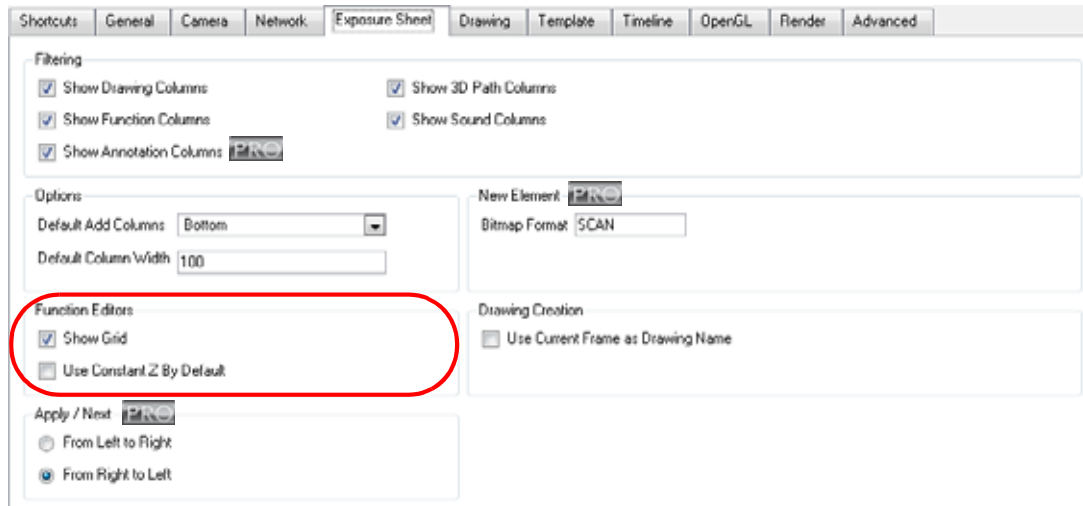 Shortcuts General Camera Network Exposure Sheet Drawing Template Timeline OpenGL Render Advanced
Filtering
Show Drawing Columns Show 3D Path Columns
Show Function Columns Show Sound Columns
Show Annotation Columns PRO
Options New Element PRO
Default Add Columns Bottom Bitmap Format SCAN
Default Column Width 100
Function Editors Drawing Creation
Show Grid Use Current Frame as Drawing Name
Use Constant Z By Default
Apply / Next PRO
From Left to Right
From Right to Left